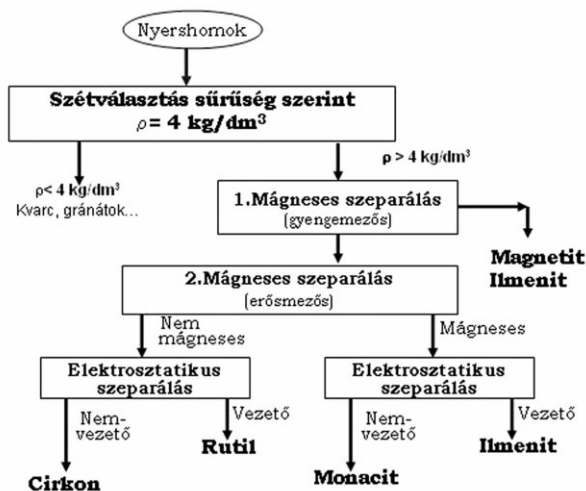 Nyershomok
Szétválasztás sűrűség szerint
ρ = 4 kg/dm³
ρ > 4 kg/dm³
ρ< 4 kg/dm³
Kvarc, gránátok...
1.Mágneses szeparálás
(gyengemezős)
Magnetit
Ilmenit
2.Mágneses szeparálás
(erősmezős)
Nem
mágneses
Mágneses
Elektrosztatikus
szeparálás
Elektrosztatikus
szeparálás
Nem-
vezető
Vezető
Nem-
vezető
Vezető
Cirkon
Rutil
Monacit
Ilmenit